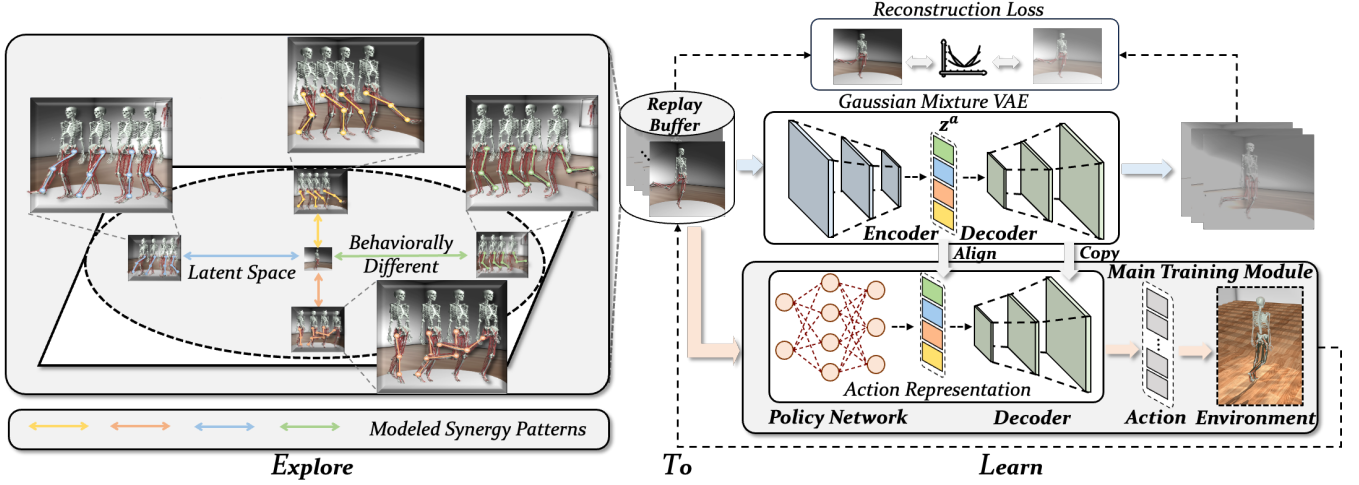 Reconstruction Loss
Replay
Buffer
Gaussian Mixture VAE
z^a
Encoder
Decoder
Align
Copy
Behaviorally
Different
Latent Space
Main Training Module
Action Representation
Policy Network
Decoder
Action
Environment
Modeled Synergy Patterns
Explore
To
Learn